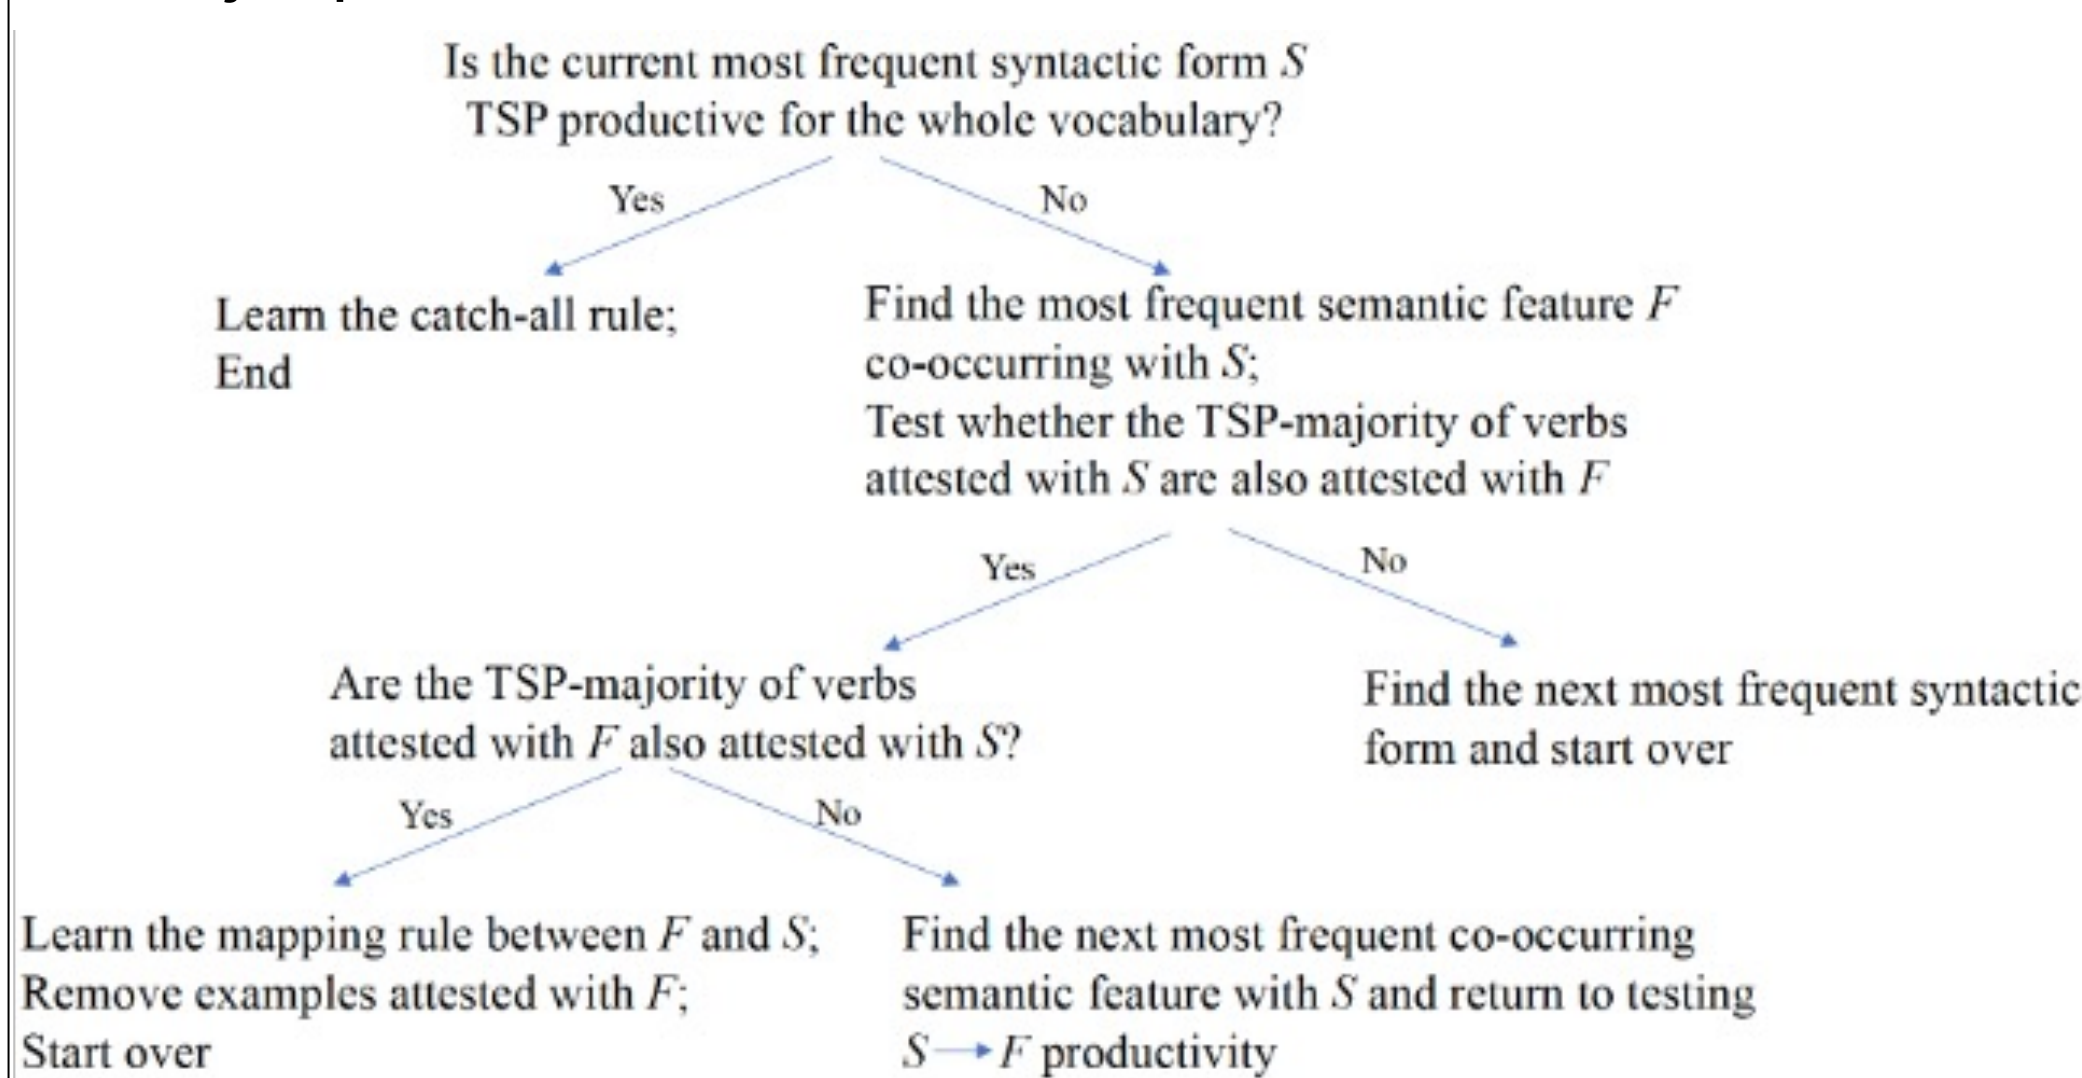 Is the current most frequent syntactic form S
TSP productive for the whole vocabulary?
Yes
No
Learn the catch-all rule;
End
Find the most frequent semantic feature F
co-occurring with S;
Test whether the TSP-majority of verbs
attested with S are also attested with F
Yes
No
Are the TSP-majority of verbs
attested with F also attested with S?
Find the next most frequent syntactic
form and start over
Yes
No
Learn the mapping rule between F and S;
Remove examples attested with F;
Start over
Find the next most frequent co-occurring
semantic feature with S and return to testing
S → F productivity